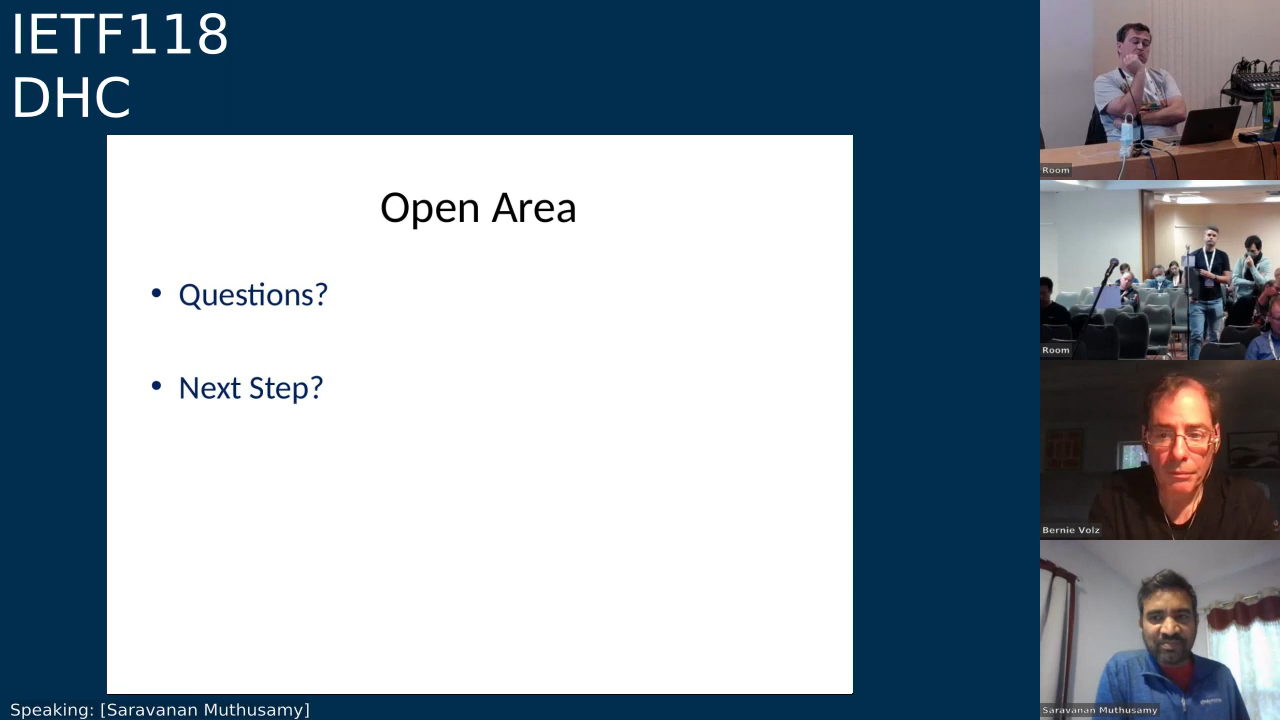 IETF118
DHC
Open Area
• Questions?
• Next Step?
Room
Room
Bernie Volz
Saravanan Muthusamy
Speaking: [Saravanan Muthusamy]